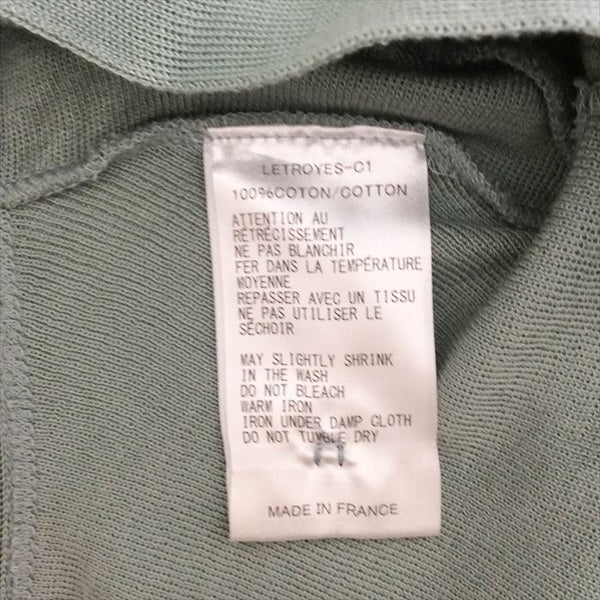 LETROYES-C1
100%COTON/COTTON
ATTENTION AU
RÉTRÉCISSEMENT
NE PAS BLANCHIR
FER DANS LA TEMPÉRATURE
MOYENNE
REPASSER AVEC UN TISSU
NE PAS UTILISER LE
SÉCHOIR
MAY SLIGHTLY SHRINK
IN THE WASH
DO NOT BLEACH
WARM IRON
IRON UNDER DAMP CLOTH
DO NOT TUMBLE DRY
MADE IN FRANCE